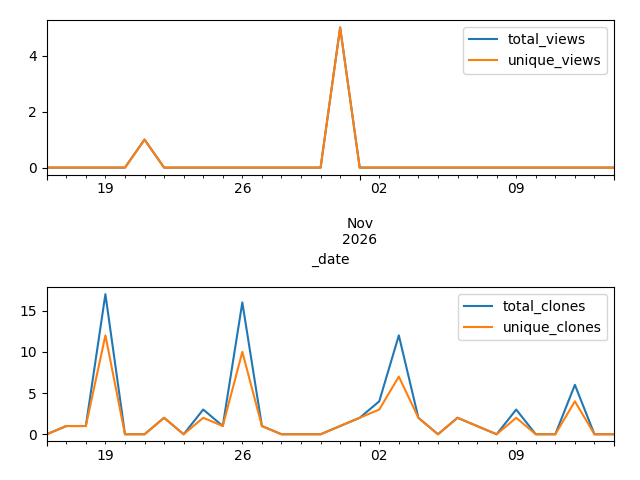 total_views
unique_views
4
2
0
19 26 02 09
Nov
2026
_date
total_clones
unique_clones
15
10
5
0
19 26 02 09